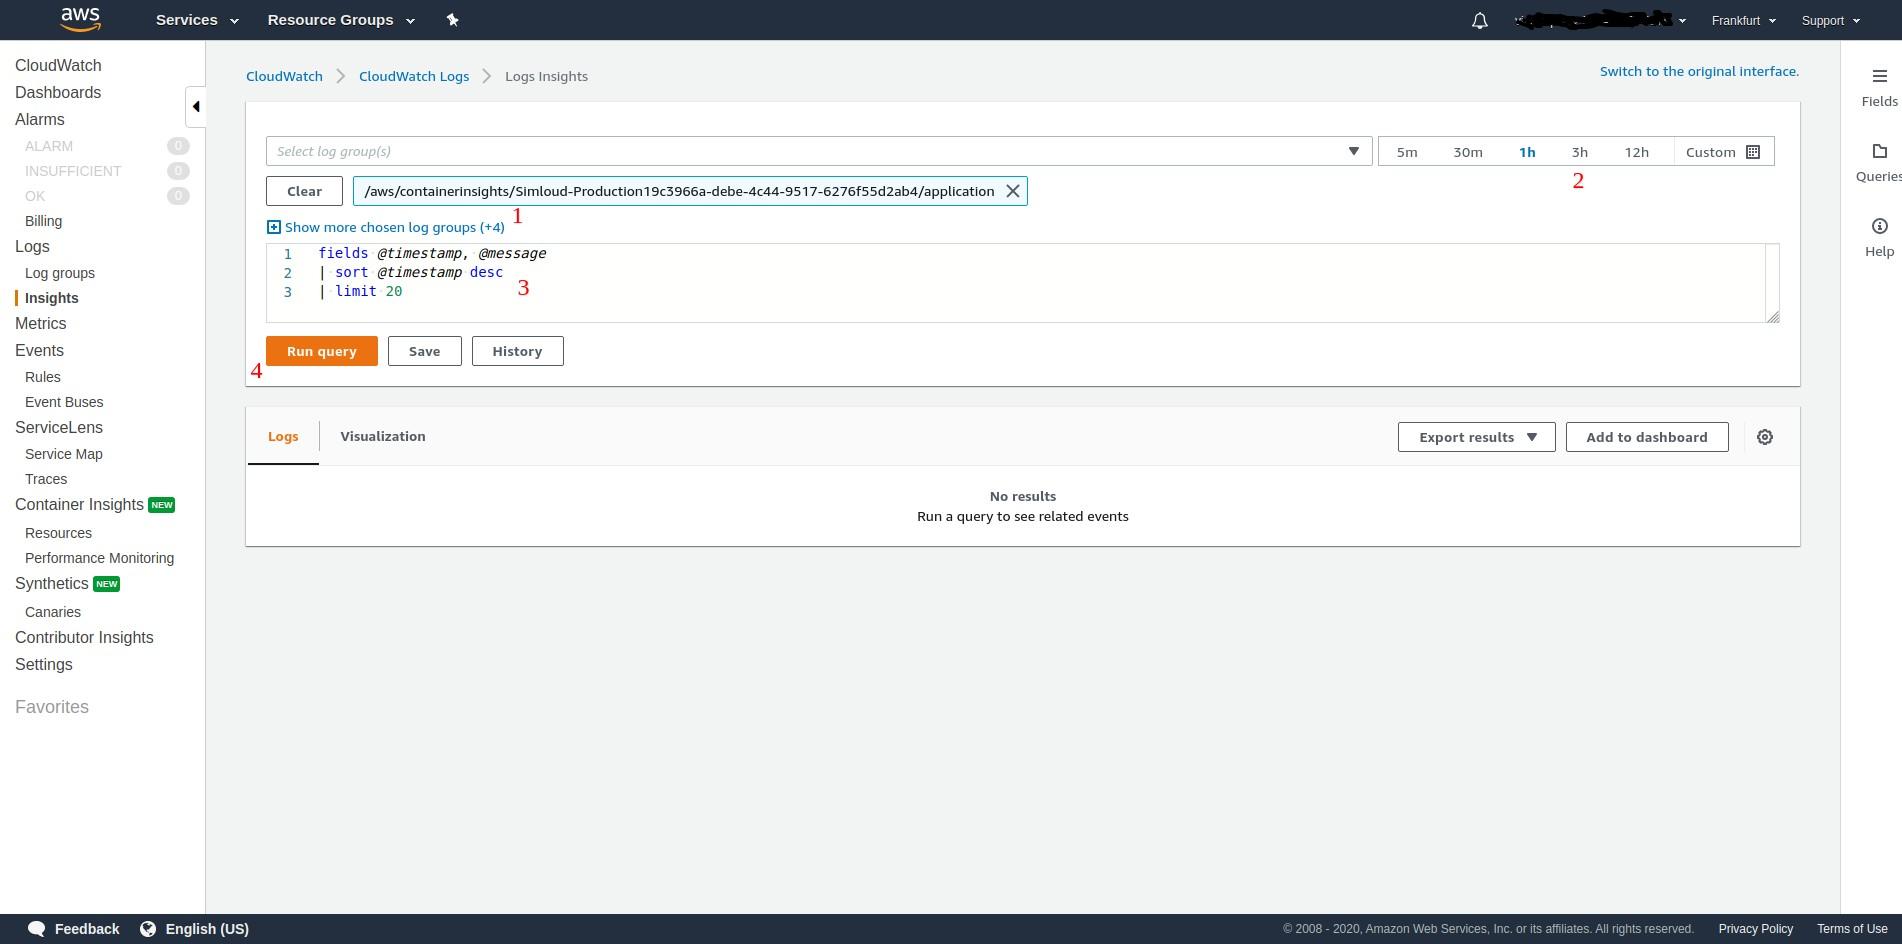 aws Services Resource Groups Frankfurt Support
CloudWatch
Dashboards
Alarms
ALARM 0
INSUFFICIENT 0
OK 0
Billing
Logs
Log groups
Insights
Metrics
Events
Rules
Event Buses
ServiceLens
Service Map
Traces
Container Insights NEW
Resources
Performance Monitoring
Synthetics NEW
Canaries
Contributor Insights
Settings
Favorites
CloudWatch CloudWatch Logs Logs Insights
Switch to the original interface.
Select log group(s)
5m 30m 1h 3h 12h Custom
2
Clear /aws/containerinsights/Simloud-Production19c3966a-debe-4c44-9517-6276f55d2ab4/application
1
Show more chosen log groups (+4)
1 fields @timestamp, @message
2 | sort @timestamp desc
3 | limit 20
3
Run query Save History
4
Logs Visualization Export results Add to dashboard
No results
Run a query to see related events
Fields
Queries
Help
Feedback English (US) © 2008 - 2020, Amazon Web Services, Inc. or its affiliates. All rights reserved. Privacy Policy Terms of Use